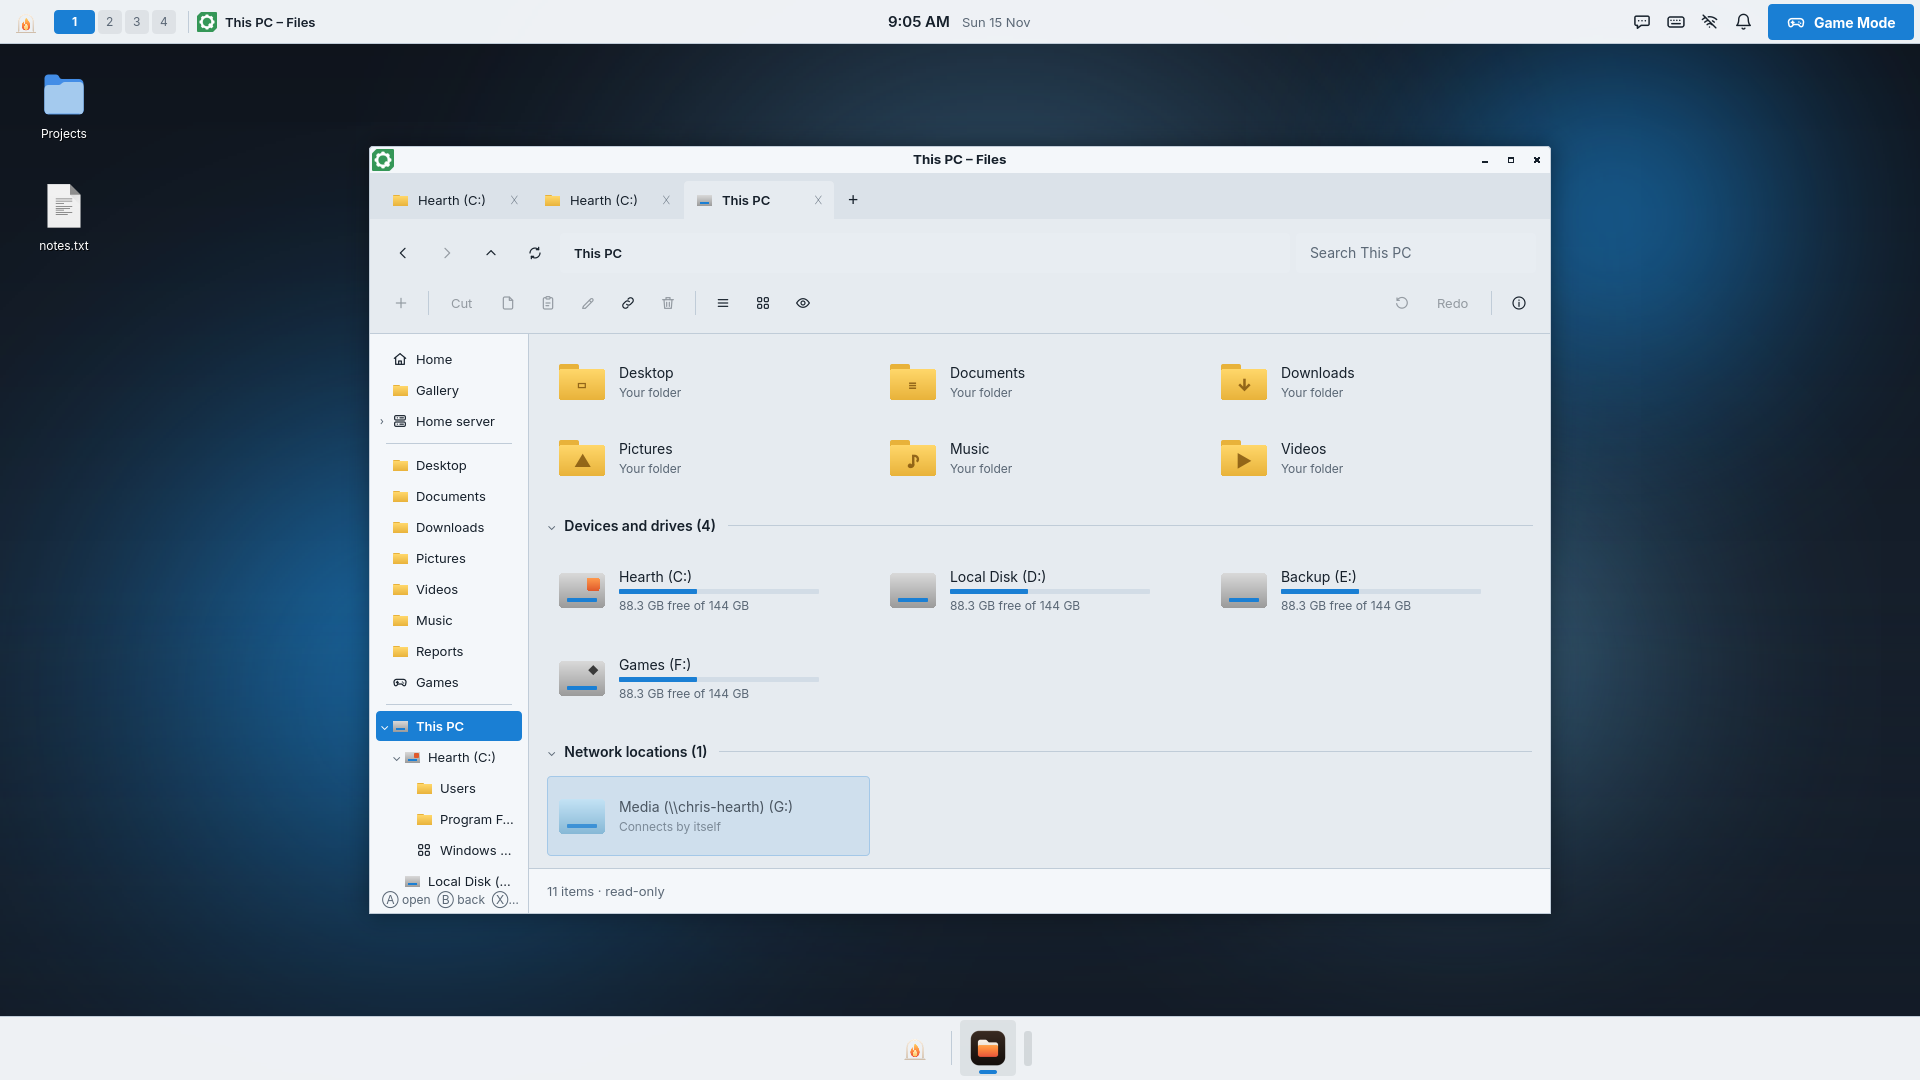 1 2 3 4 This PC – Files 9:05 AM Sun 15 Nov Game Mode
Projects
notes.txt
This PC – Files
Hearth (C:) X Hearth (C:) X This PC X +
This PC Search This PC
Cut Redo
Home
Gallery
Home server
Desktop
Documents
Downloads
Pictures
Videos
Music
Reports
Games
This PC
Hearth (C:)
Users
Program F...
Windows ...
Local Disk (...
A open B back X...
Desktop
Your folder
Documents
Your folder
Downloads
Your folder
Pictures
Your folder
Music
Your folder
Videos
Your folder
Devices and drives (4)
Hearth (C:)
88.3 GB free of 144 GB
Local Disk (D:)
88.3 GB free of 144 GB
Backup (E:)
88.3 GB free of 144 GB
Games (F:)
88.3 GB free of 144 GB
Network locations (1)
Media (\\chris-hearth) (G:)
Connects by itself
11 items · read-only